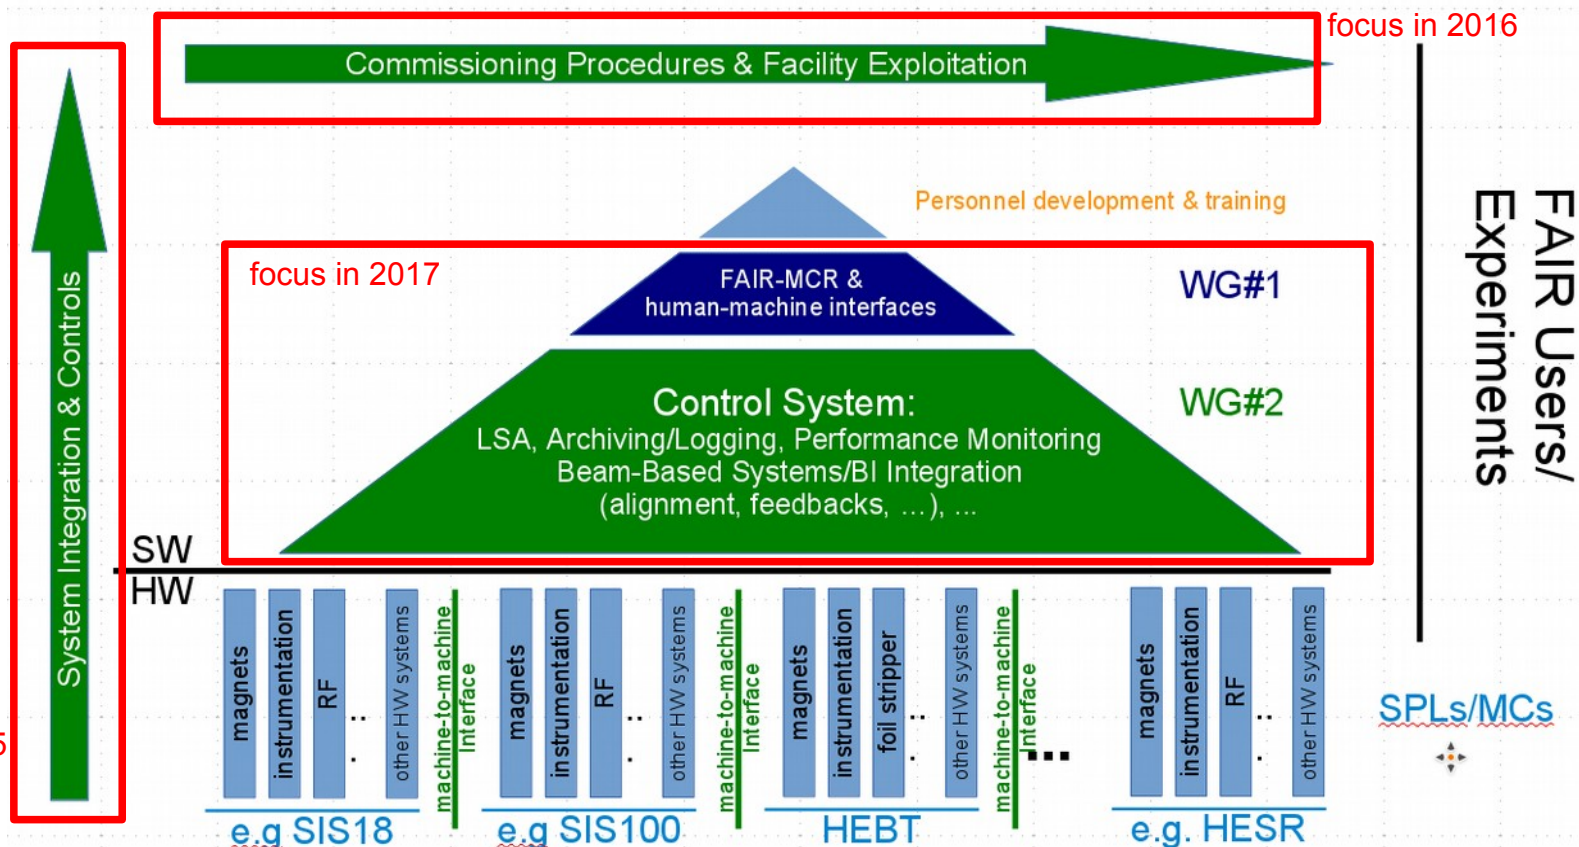 focus in 2016
Commissioning Procedures & Facility Exploitation
System Integration & Controls
Personnel development & training
focus in 2017
FAIR-MCR &
human-machine interfaces
WG#1
Control System:
LSA, Archiving/Logging, Performance Monitoring
Beam-Based Systems/BI Integration
(alignment, feedbacks, ...), ...
WG#2
FAIR Users/
Experiments
SW
HW
magnets
instrumentation
RF
..
.
other HW systems
machine-to-machine
Interface
magnets
instrumentation
RF
..
.
other HW systems
machine-to-machine
Interface
magnets
instrumentation
foil stripper
..
.
other HW systems
machine-to-machine
Interface
...
magnets
instrumentation
RF
..
.
other HW systems
SPLs/MCs
5
e.g SIS18
e.g SIS100
HEBT
e.g. HESR